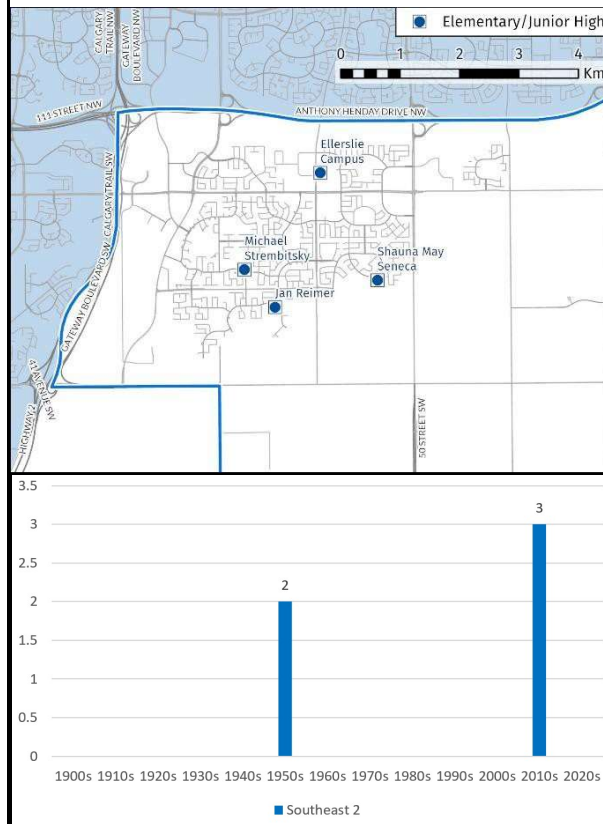 CALGARY
TRAIL NW
GATEWAY
BOULEVARD NW
Elementary/Junior High
0 1 2 3 4
Km
111 STREET NW
ANTHONY HENDAY DRIVE NW
Ellerslie
Campus
CALGARY TRAIL SW
GATEWAY BOULEVARD SW
Michael
Strembitsky
Shauna May
Seneca
Jan Reimer
41 AVENUE SW
HIGHWAY 2
50 STREET SW
3.5
3
2.5
2
1.5
1
0.5
0
2
3
1900s 1910s 1920s 1930s 1940s 1950s 1960s 1970s 1980s 1990s 2000s 2010s 2020s
Southeast 2